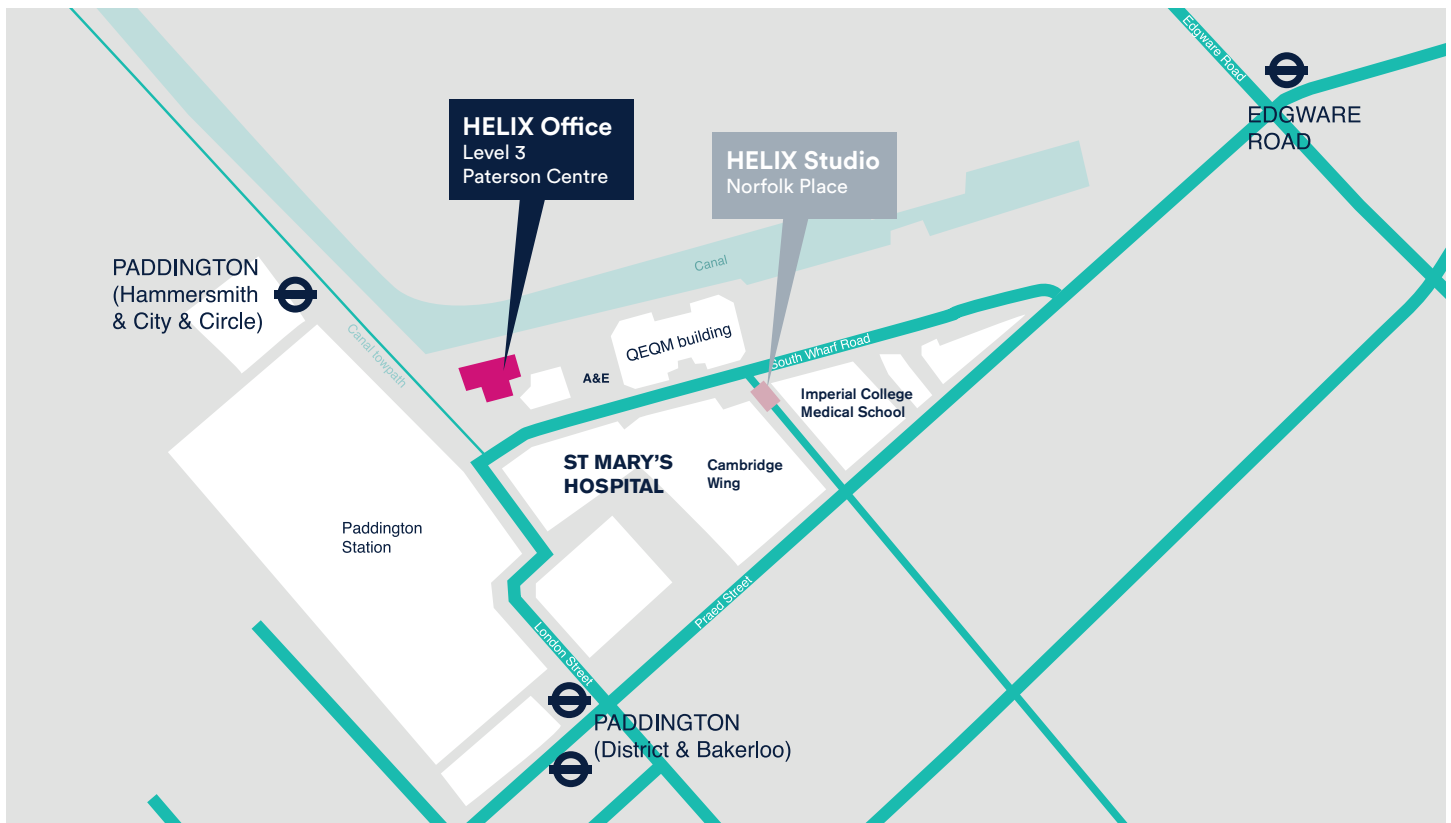 Edgware Road
EDGWARE
ROAD
HELIX Office
Level 3
Paterson Centre
HELIX Studio
Norfolk Place
PADDINGTON
(Hammersmith
& City & Circle)
Canal
Canal towpath
QEQM building
South Wharf Road
A&E
Imperial College
Medical School
ST MARY'S
HOSPITAL
Cambridge
Wing
Paddington
Station
Praed Street
London Street
PADDINGTON
(District & Bakerloo)